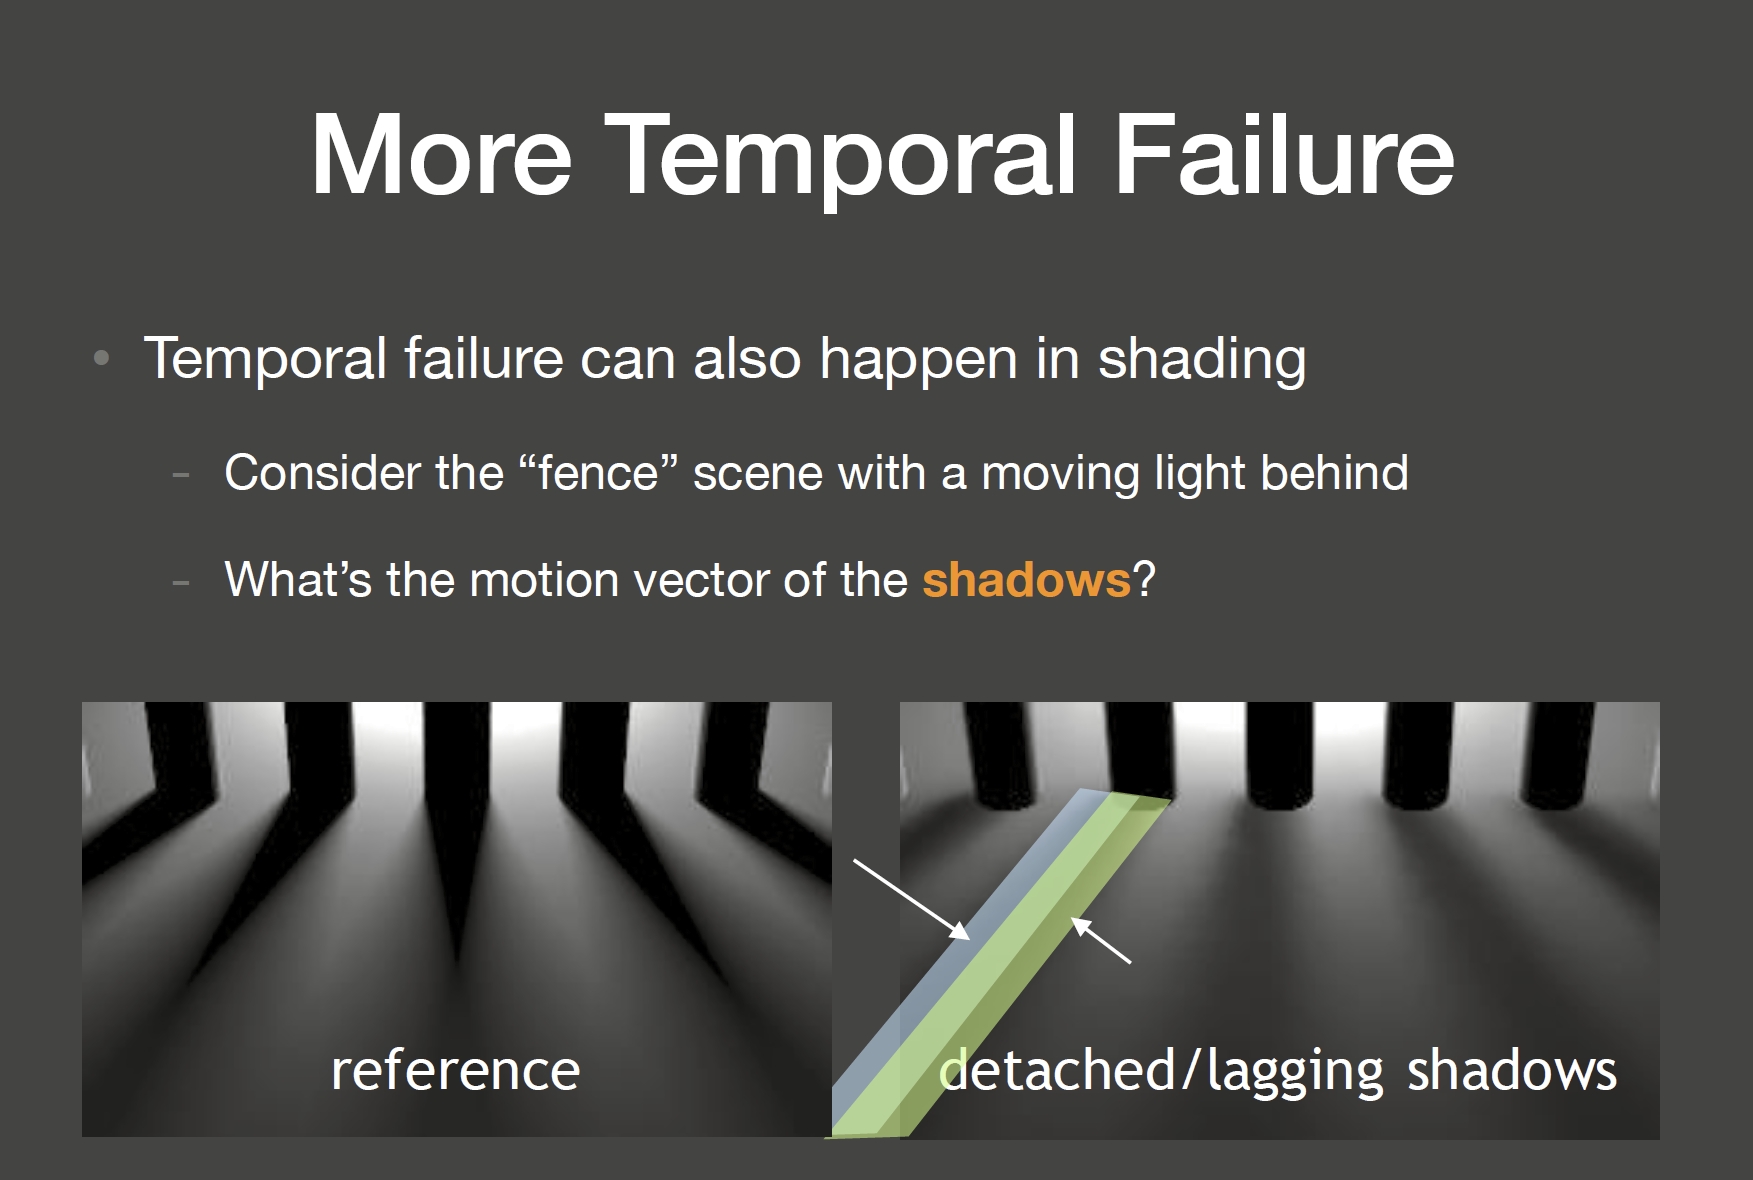 More Temporal Failure
• Temporal failure can also happen in shading
- Consider the “fence” scene with a moving light behind
- What’s the motion vector of the shadows?
reference
detached/lagging shadows